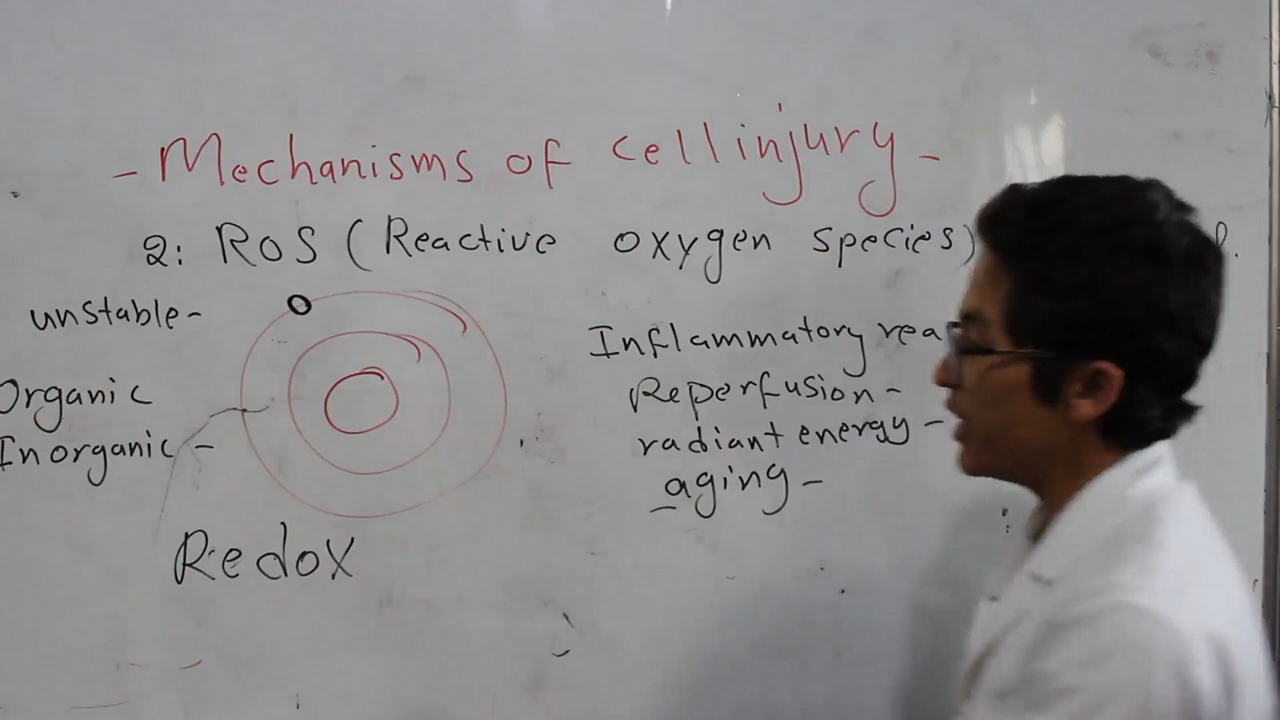 - Mechanisms of cell injury -
2: ROS (Reactive oxygen species)
unstable-
Organic
Inorganic -
Redox
Inflammatory rea
Reperfusion-
radiant energy-
aging-